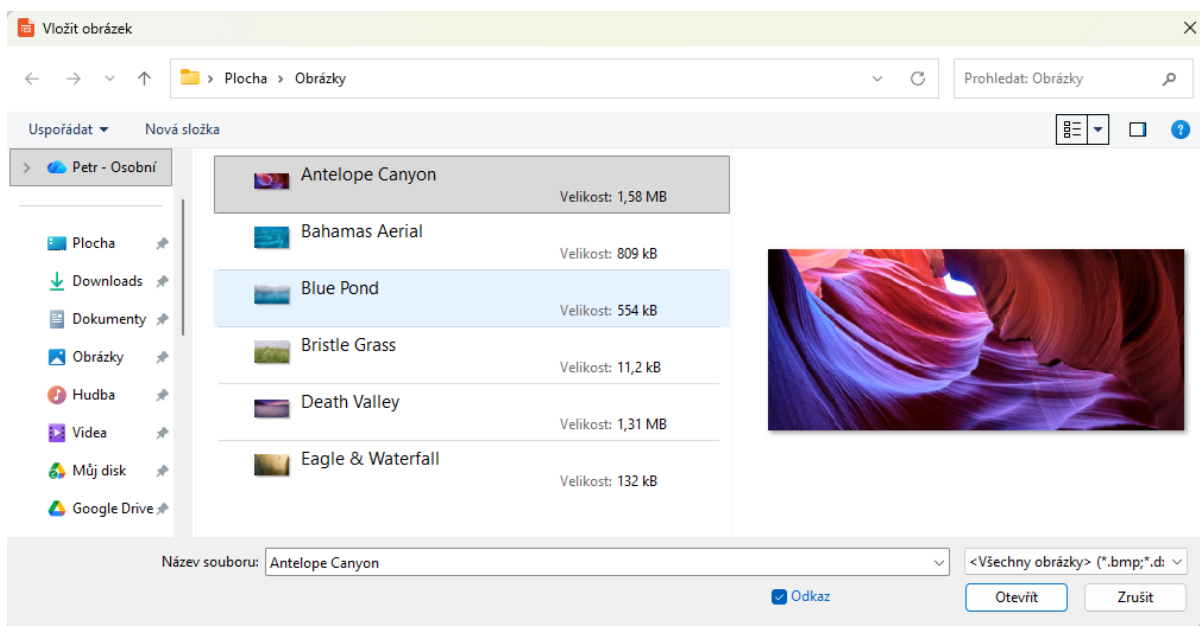 Vložit obrázek
Plocha > Obrázky
Prohledat: Obrázky
Uspořádat
Nová složka
Petr - Osobní
Plocha
Downloads
Dokumenty
Obrázky
Hudba
Videa
Můj disk
Google Drive
Antelope Canyon
Velikost: 1,58 MB
Bahamas Aerial
Velikost: 809 kB
Blue Pond
Velikost: 554 kB
Bristle Grass
Velikost: 11,2 kB
Death Valley
Velikost: 1,31 MB
Eagle & Waterfall
Velikost: 132 kB
Název souboru: Antelope Canyon
<Všechny obrázky> (*.bmp;*.d
Odkaz
Otevřít
Zrušit